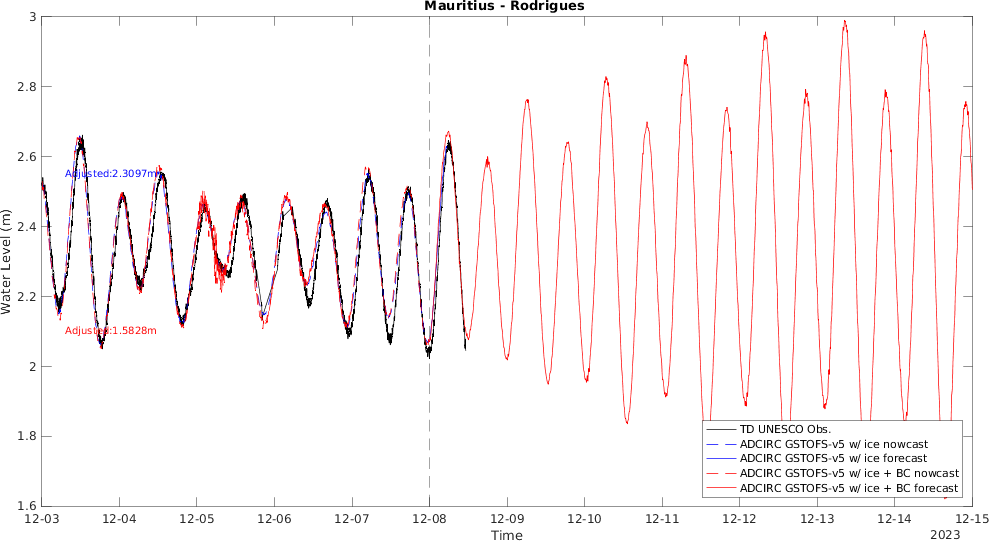 Mauritius - Rodrigues
Water Level (m)
3
2.8
2.6
2.4
2.2
2
1.8
1.6
Adjusted:2.3097m
Adjusted:1.5828m
TD UNESCO Obs.
ADCIRC GSTOFS-v5 w/ ice nowcast
ADCIRC GSTOFS-v5 w/ ice forecast
ADCIRC GSTOFS-v5 w/ ice + BC nowcast
ADCIRC GSTOFS-v5 w/ ice + BC forecast
12-03 12-04 12-05 12-06 12-07 12-08 12-09 12-10 12-11 12-12 12-13 12-14 12-15
Time
2023